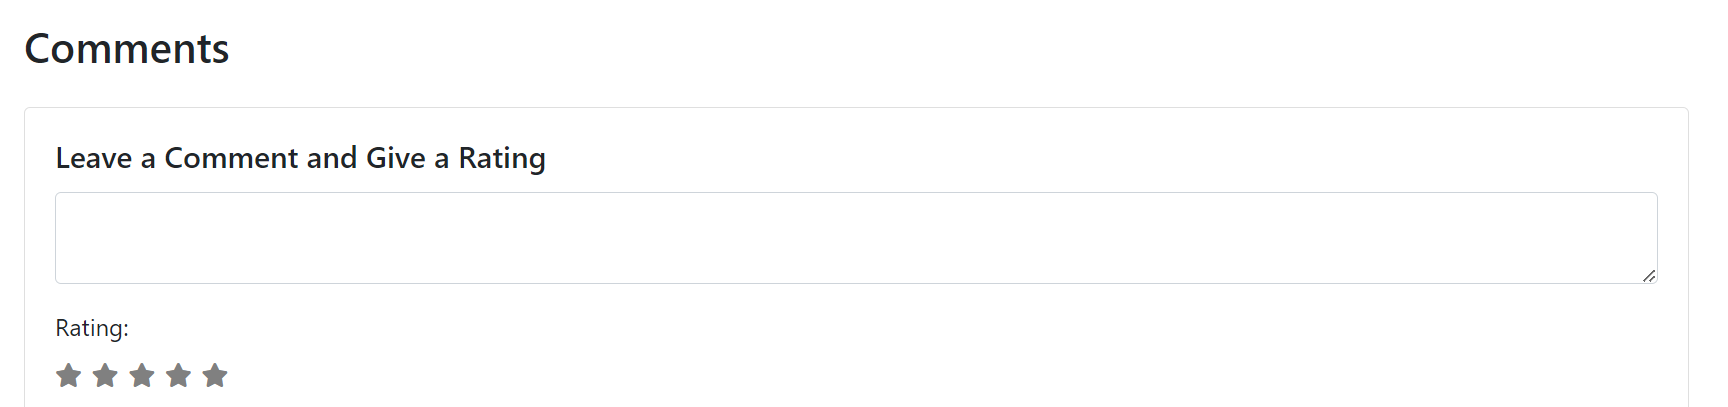 Comments
Leave a Comment and Give a Rating
Rating: